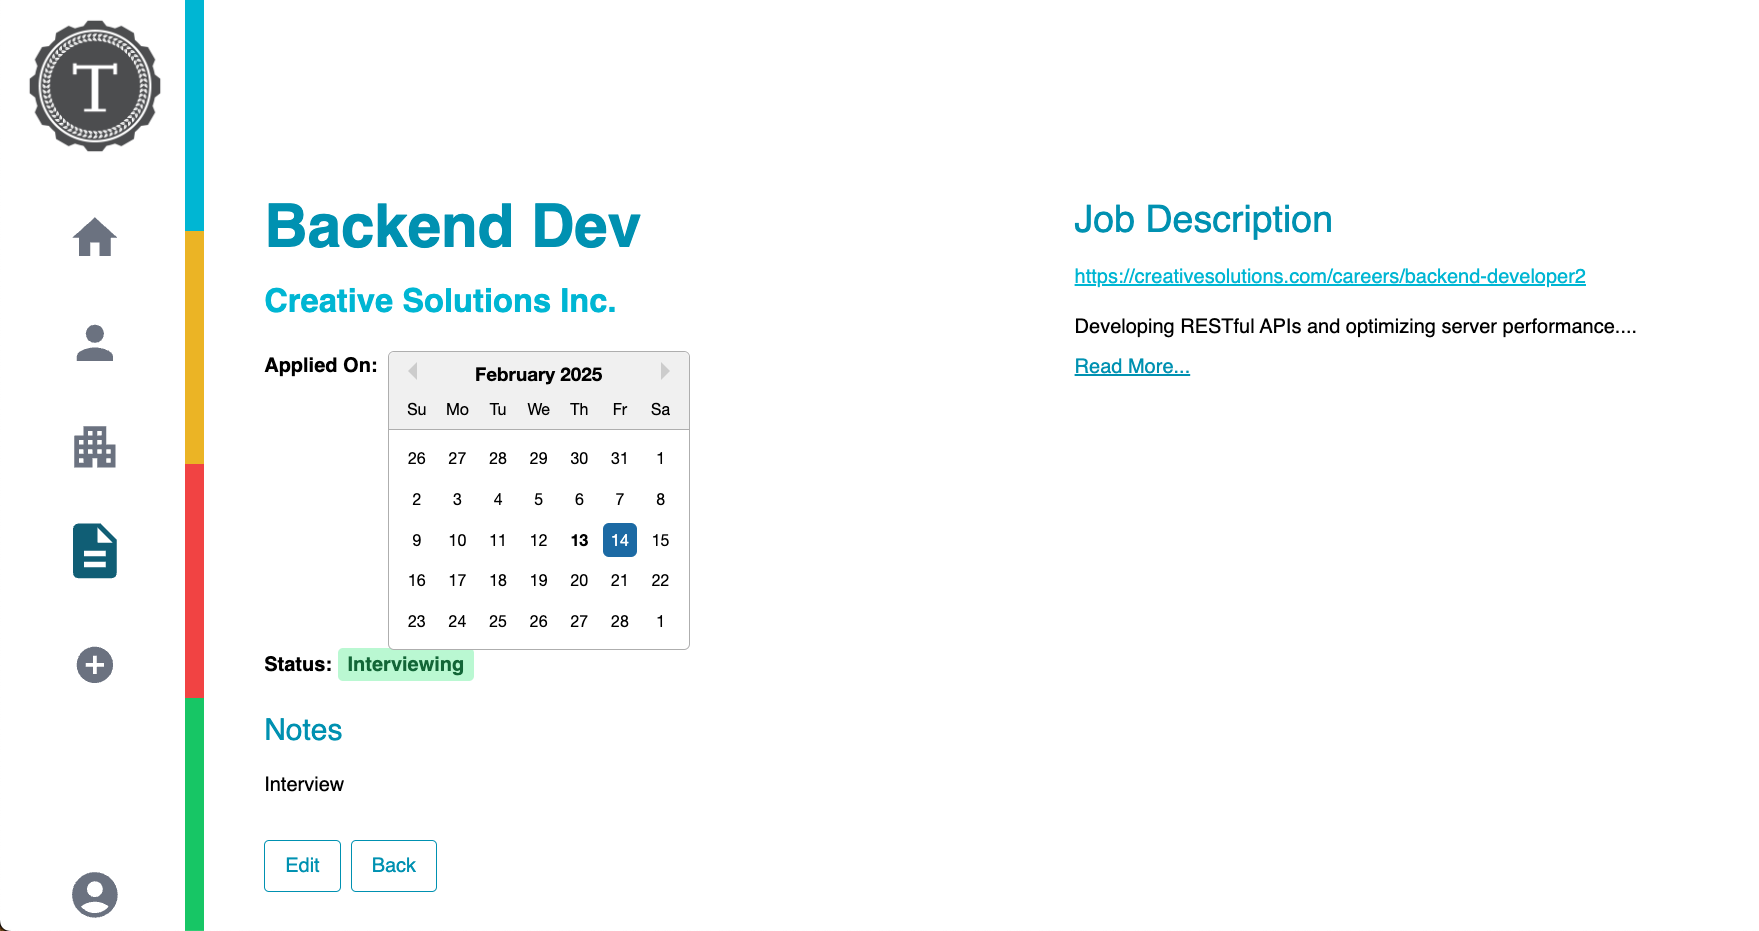 T
Backend Dev
Creative Solutions Inc.
Applied On:
February 2025
Su Mo Tu We Th Fr Sa
26 27 28 29 30 31 1
2 3 4 5 6 7 8
9 10 11 12 13 14 15
16 17 18 19 20 21 22
23 24 25 26 27 28 1
Status: Interviewing
Notes
Interview
Edit Back
Job Description
https://creativesolutions.com/careers/backend-developer2
Developing RESTful APIs and optimizing server performance....
Read More...